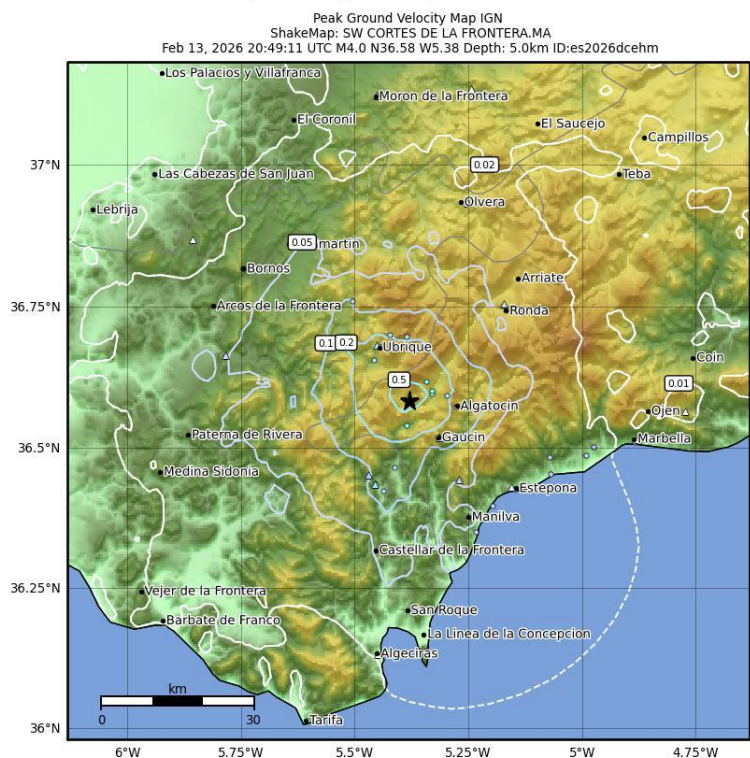 Peak Ground Velocity Map IGN
ShakeMap: SW CORTES DE LA FRONTERA.MA
Feb 13, 2026 20:49:11 UTC M4.0 N36.58 W5.38 Depth: 5.0km ID:es2026dcehm
Los Palacios y Villafranca
Moron de la Frontera
El Coronil
El Saucejo
Campillos
37°N
0.02
Las Cabezas de San Juan
Teba
Lebrija
Olvera
0.05 martin
Bornos
Arriate
36.75°N
Arcos de la Frontera
Ronda
0.1 0.2
Ubrique
Coin
0.5
0.01
Algatocin
Ojen
Paterna de Rivera
Gaucin
Marbella
36.5°N
Medina Sidonia
Estepona
Manilva
Castellar de la Frontera
36.25°N
Vejer de la Frontera
San Roque
Barbate de Franco
La Linea de la Concepcion
Algeciras
km
0 30
Tarifa
36°N
6°W 5.75°W 5.5°W 5.25°W 5°W 4.75°W